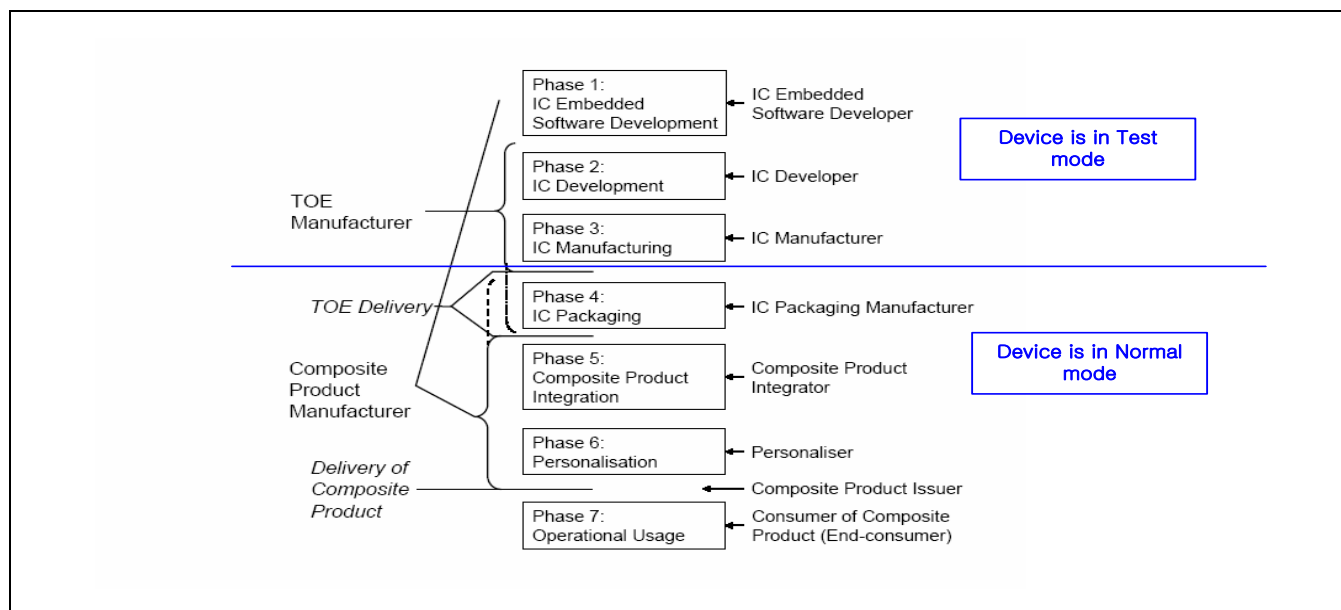 Phase 1:
IC Embedded
Software Development
IC Embedded
Software Developer
Device is in Test
mode
Phase 2:
IC Development
IC Developer
TOE
Manufacturer
Phase 3:
IC Manufacturing
IC Manufacturer
TOE Delivery
Phase 4:
IC Packaging
IC Packaging Manufacturer
Device is in Normal
mode
Composite
Product
Manufacturer
Phase 5:
Composite Product
Integration
Composite Product
Integrator
Phase 6:
Personalisation
Personaliser
Delivery of
Composite
Product
Composite Product Issuer
Phase 7:
Operational Usage
Consumer of Composite
Product (End-consumer)